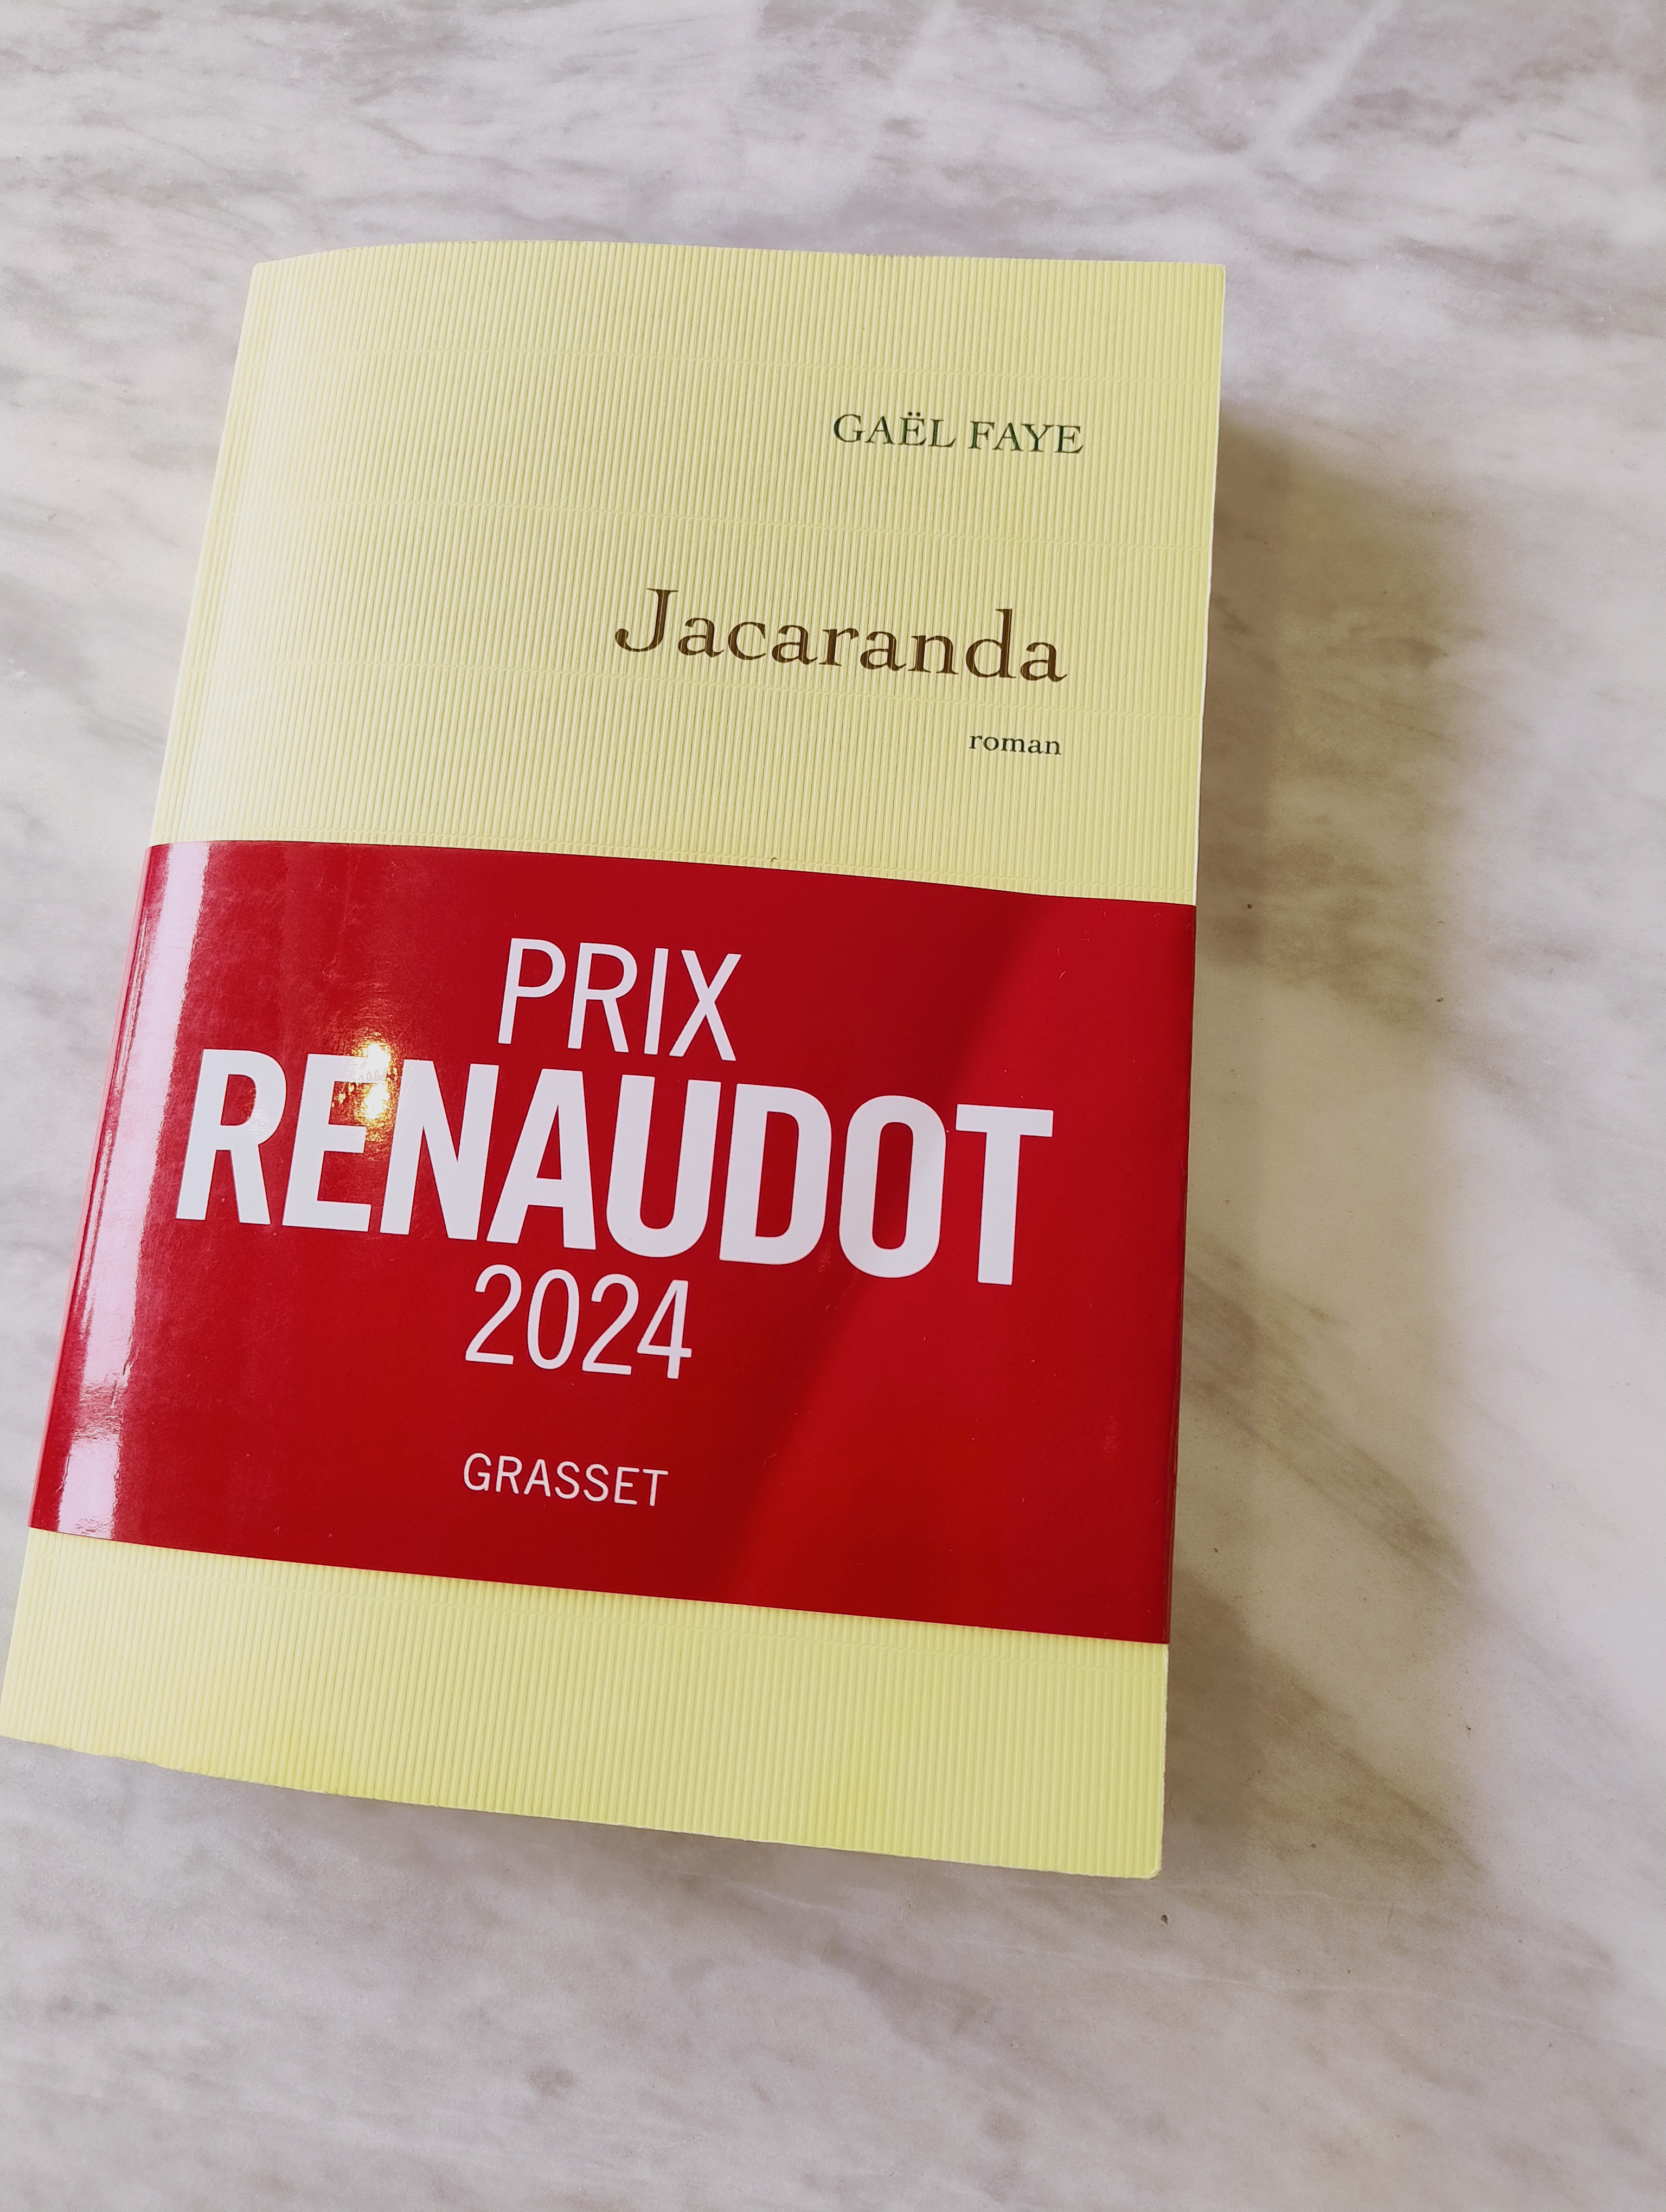 GAËL FAYE
Jacaranda
roman
PRIX
RENAUDOT
2024
GRASSET